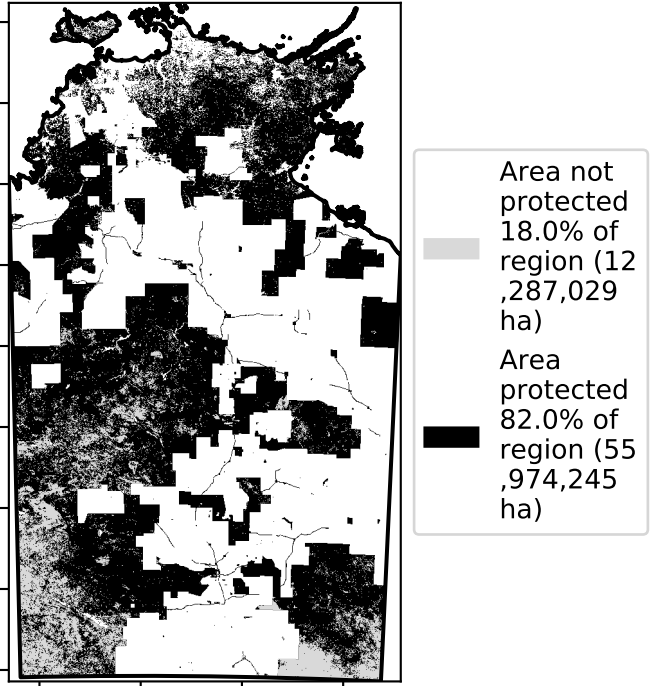 Area not
protected
18.0% of
region (12
,287,029
ha)
Area
protected
82.0% of
region (55
,974,245
ha)